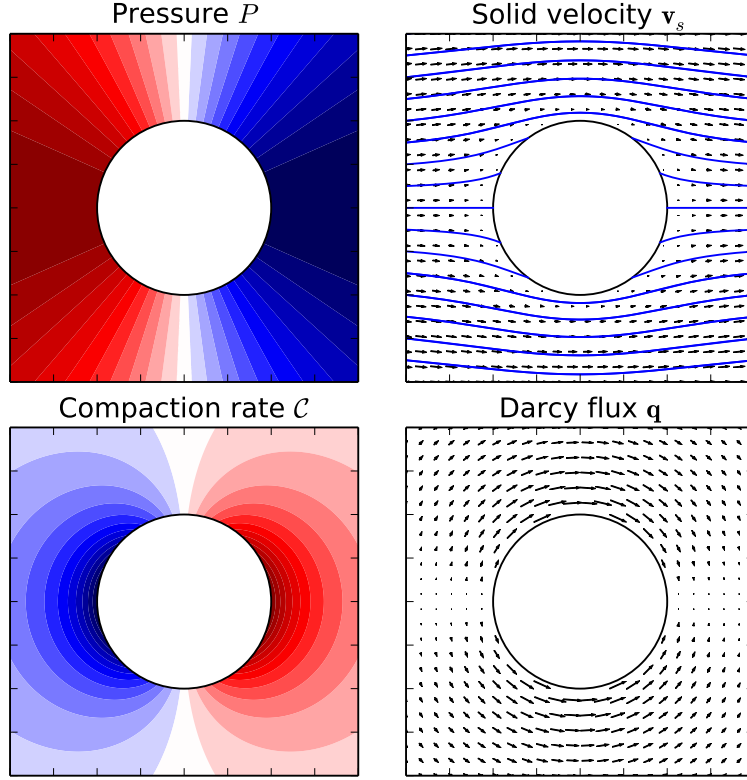 Pressure P
Solid velocity v_s
Compaction rate 𝒞
Darcy flux q